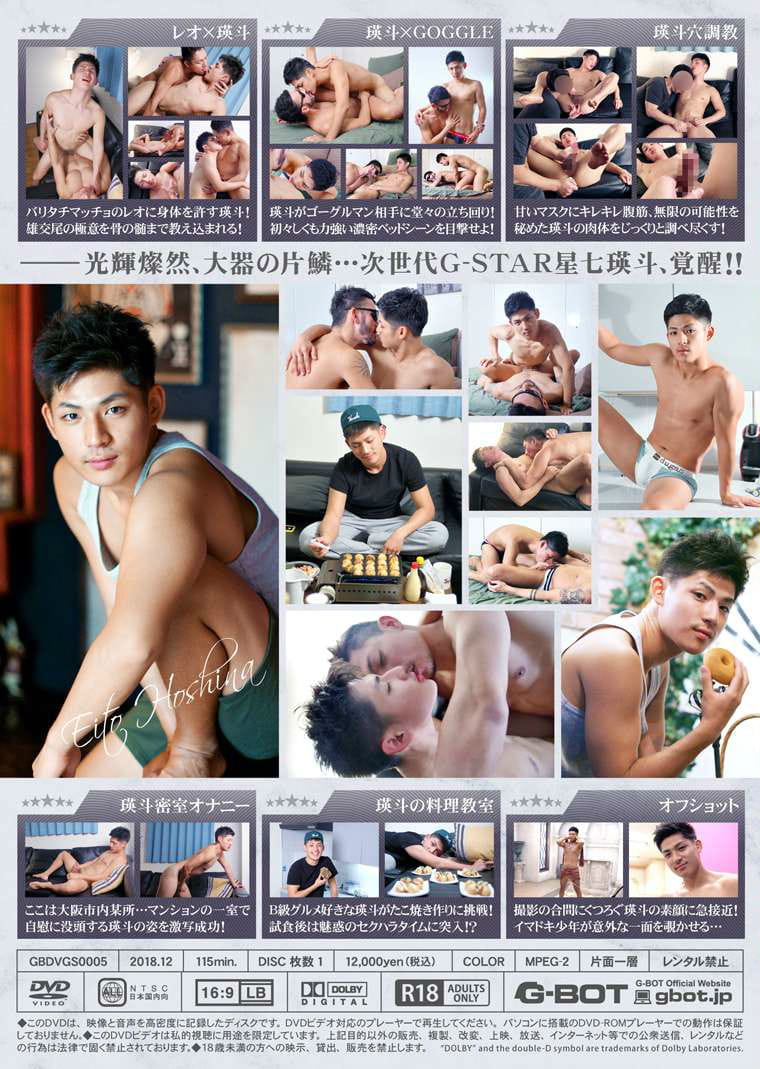 レオ×瑛斗
バリタチマッチョのレオに身体を許す瑛斗!
雄交尾の極意を骨の髄まで教え込まれる!
瑛斗×GOGGLE
瑛斗がゴーグルマン相手に堂々の立ち回り!
初々しくも力強い濃密ベッドシーンを目撃せよ!
瑛斗穴調教
甘いマスクにキレキレ腹筋、無限の可能性を
秘めた瑛斗の肉体をじっくりと調べ尽くす!
――光輝燦然、大器の片鱗…次世代G-STAR星七瑛斗、覚醒!!
Eito Hoshina
瑛斗密室オナニー
ここは大阪市内某所…マンションの一室で
自慰に没頭する瑛斗の姿を激写成功!
瑛斗の料理教室
B級グルメ好きな瑛斗がたこ焼き作りに挑戦!
試食後は魅惑のセクハラタイムに突入!?
オフショット
撮影の合間にくつろぐ瑛斗の素顔に急接近!
イマドキ少年が意外な一面を覗かせる…
GBDVGS0005 2018.12 115min. DISC 枚数 1 12,000yen(税込) COLOR MPEG-2 片面一層 レンタル禁止
DVD VIDEO ALL NTSC 日本国内向 16:9 LB DOLBY DIGITAL R18 ADULTS ONLY G-BOT G-BOT Official Website gbot.jp
◆このDVDは、映像と音声を高密度に記録したディスクです。DVDビデオ対応のプレーヤーで再生してください。パソコンに搭載のDVD-ROMプレーヤーでの動作は保証
しておりません。◆このDVDビデオは私的視聴に用途を限定しています。上記目的以外の販売、複製、改変、上映、放送、インターネット等での公衆送信、レンタルなど
の行為は法律で固く禁止されております。◆18歳未満の方への映示、貸出、販売を禁止します。 "DOLBY" and the double-D symbol are trademarks of Dolby Laboratories.